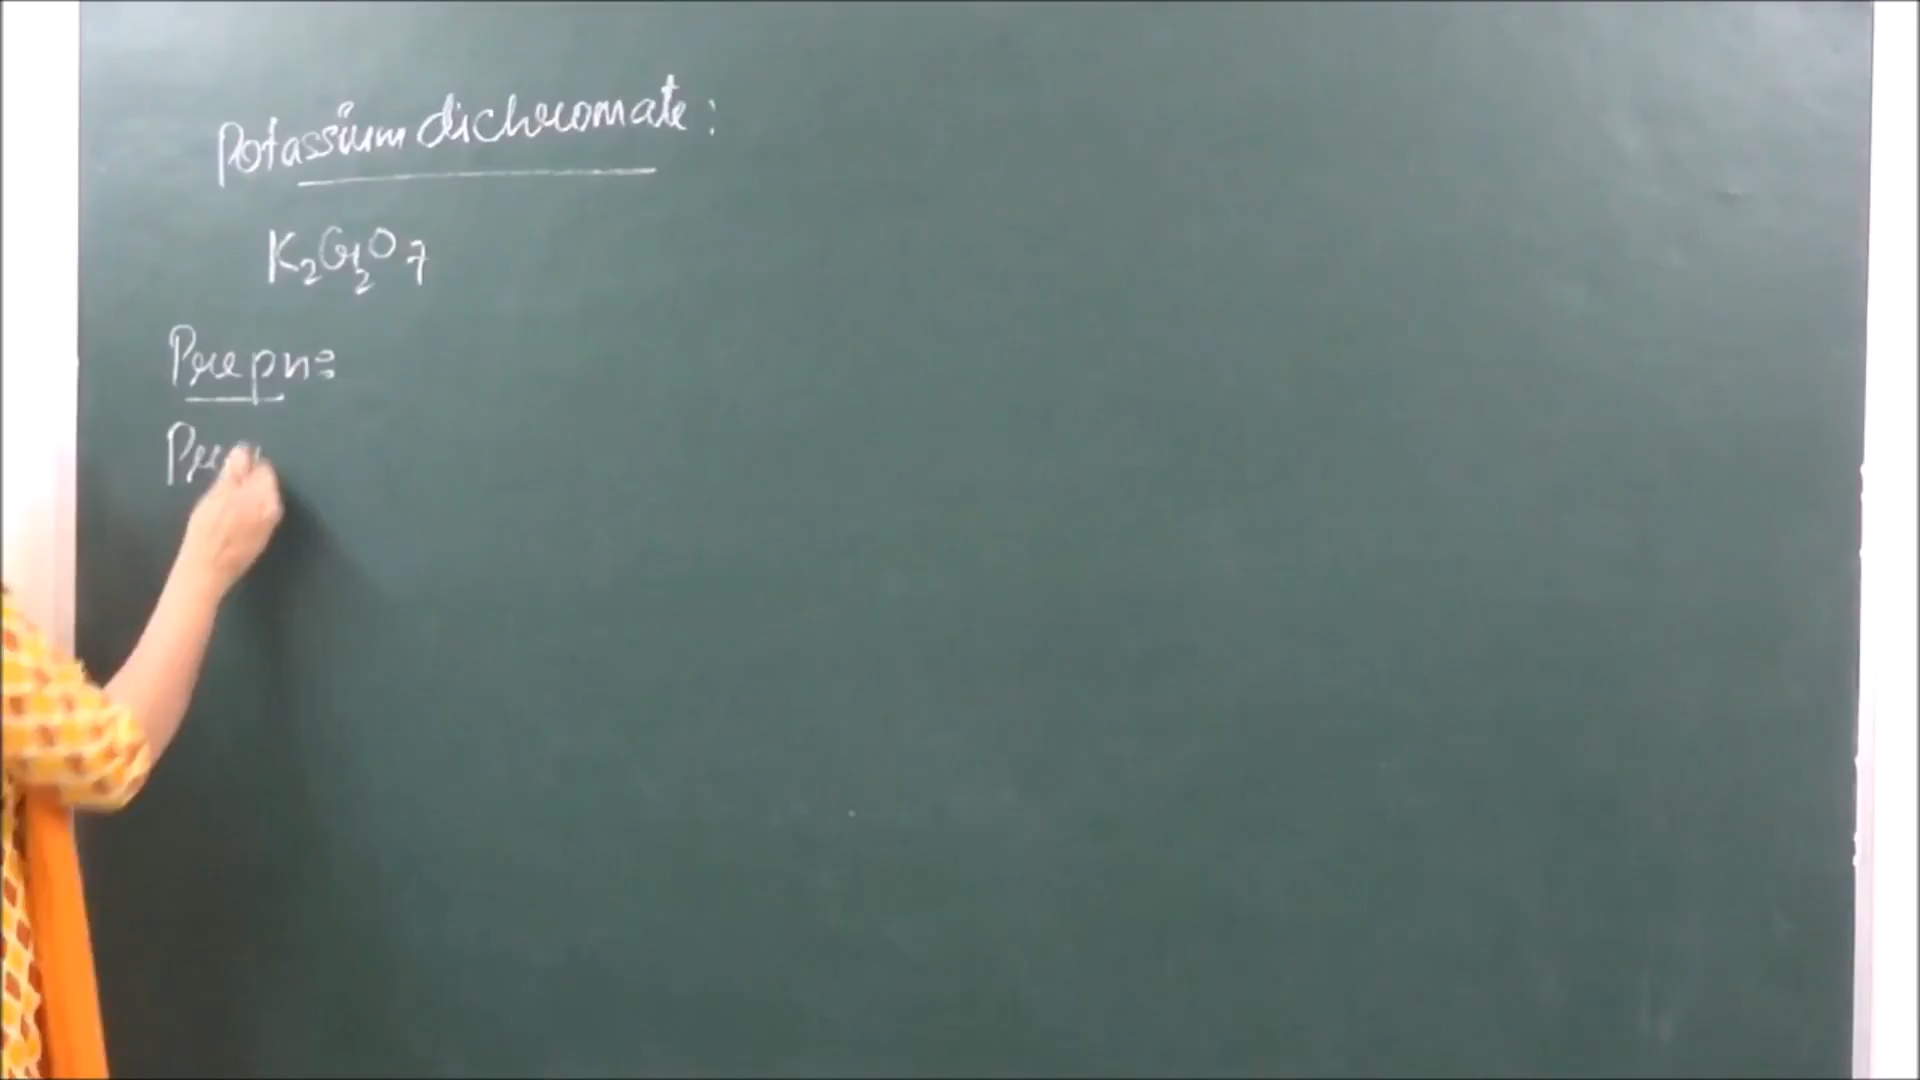 Potassium dichromate:
K₂Cr₂O₇
Prepn: